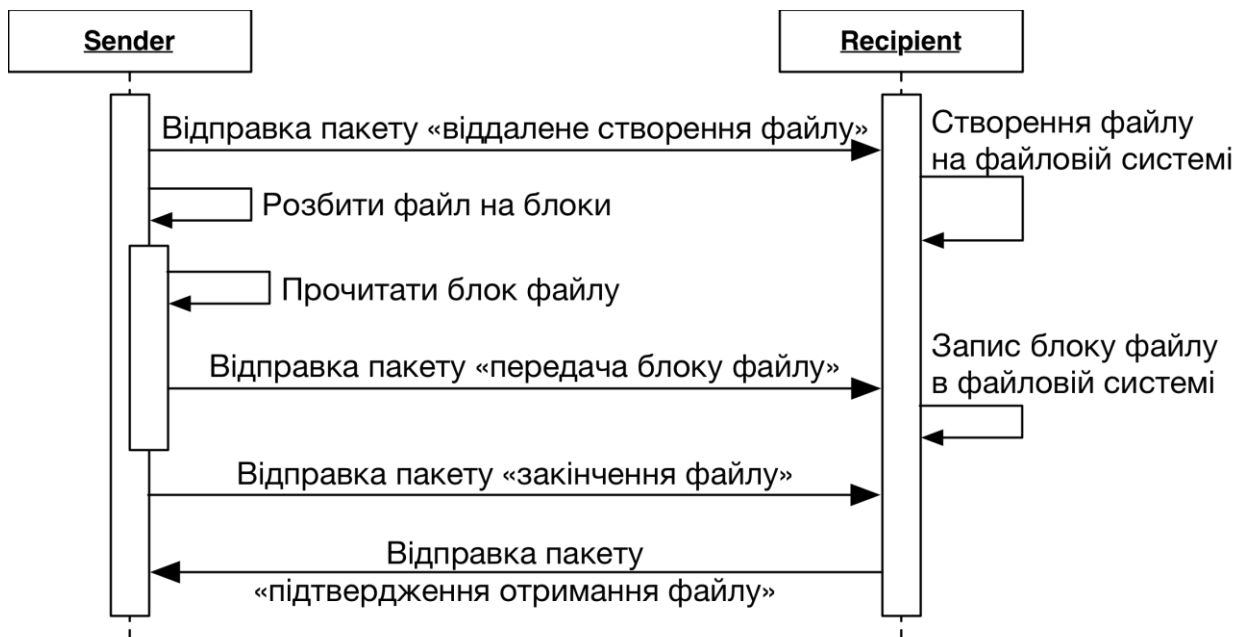 Sender
Recipient
Відправка пакету «віддалене створення файлу»
Створення файлу
на файловій системі
Розбити файл на блоки
Прочитати блок файлу
Відправка пакету «передача блоку файлу»
Запис блоку файлу
в файловій системі
Відправка пакету «закінчення файлу»
Відправка пакету
«підтвердження отримання файлу»